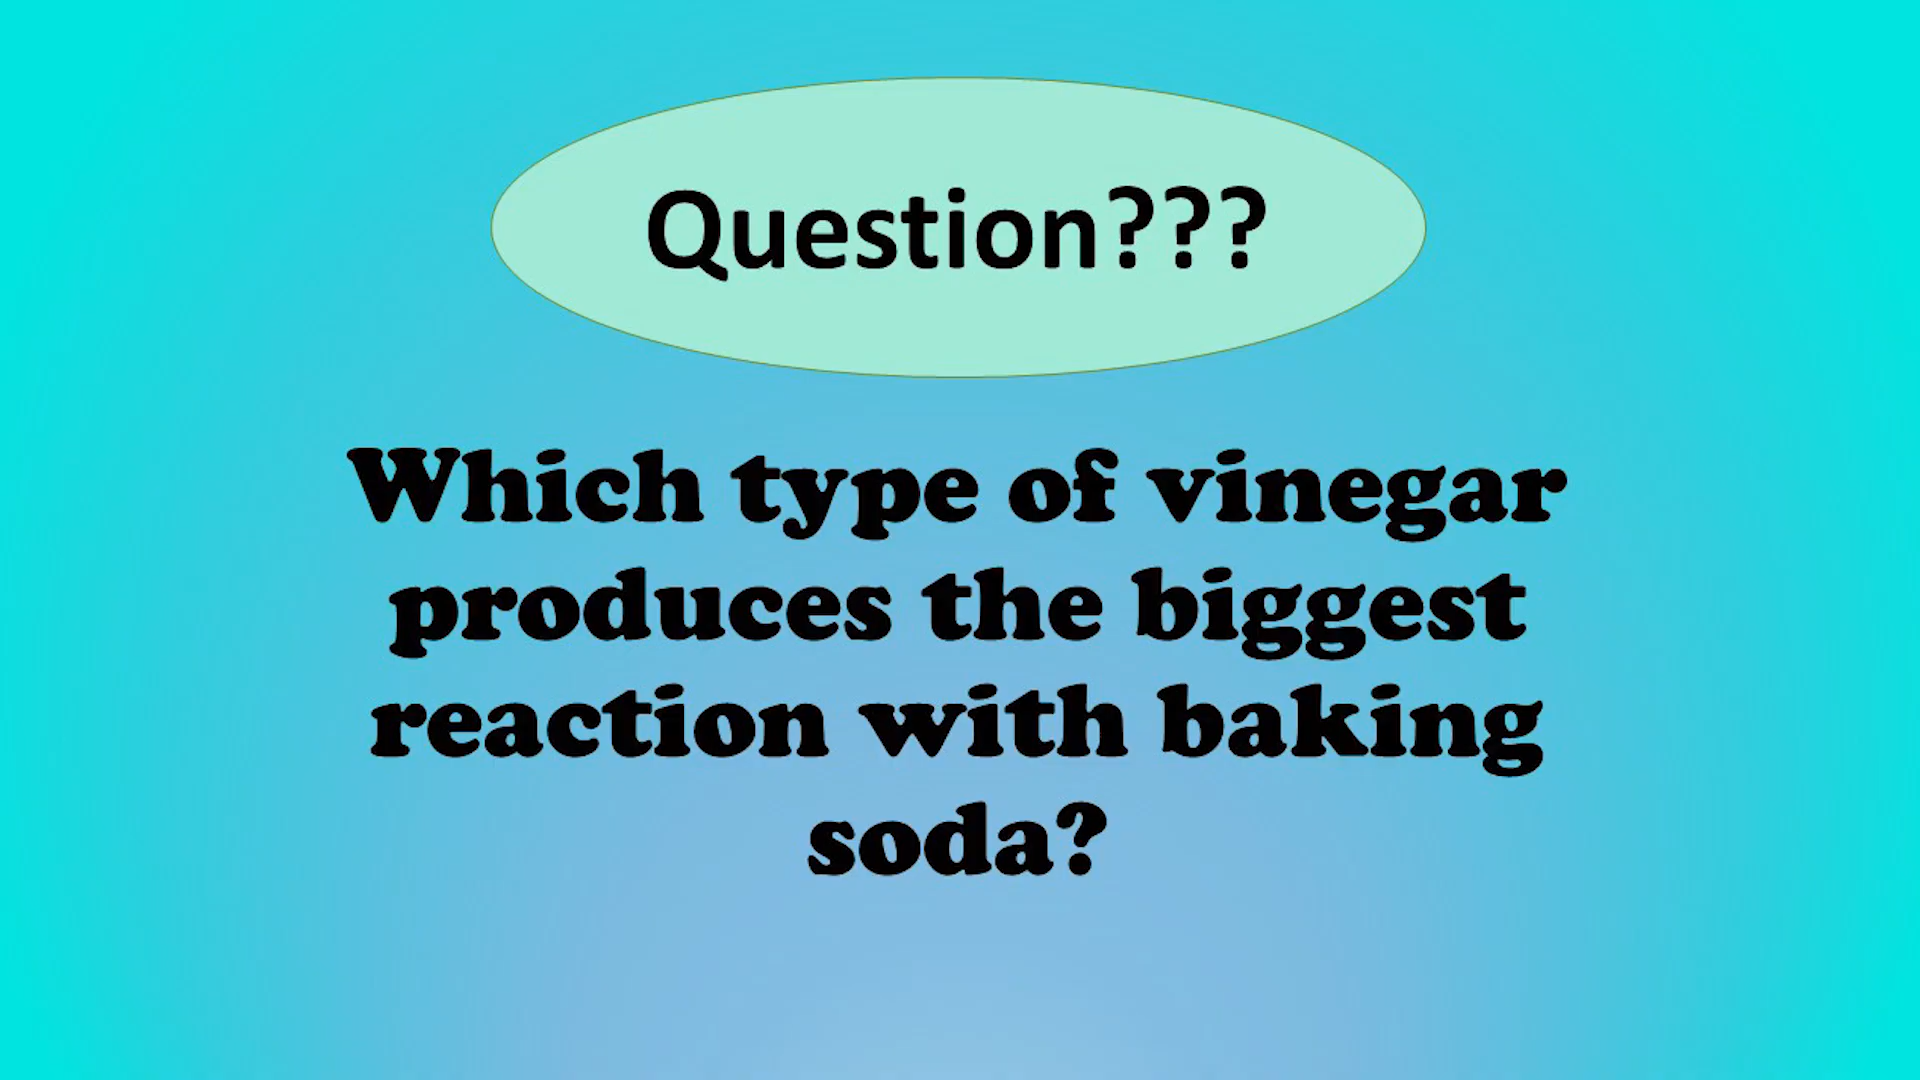 Question???
Which type of vinegar
produces the biggest
reaction with baking
soda?